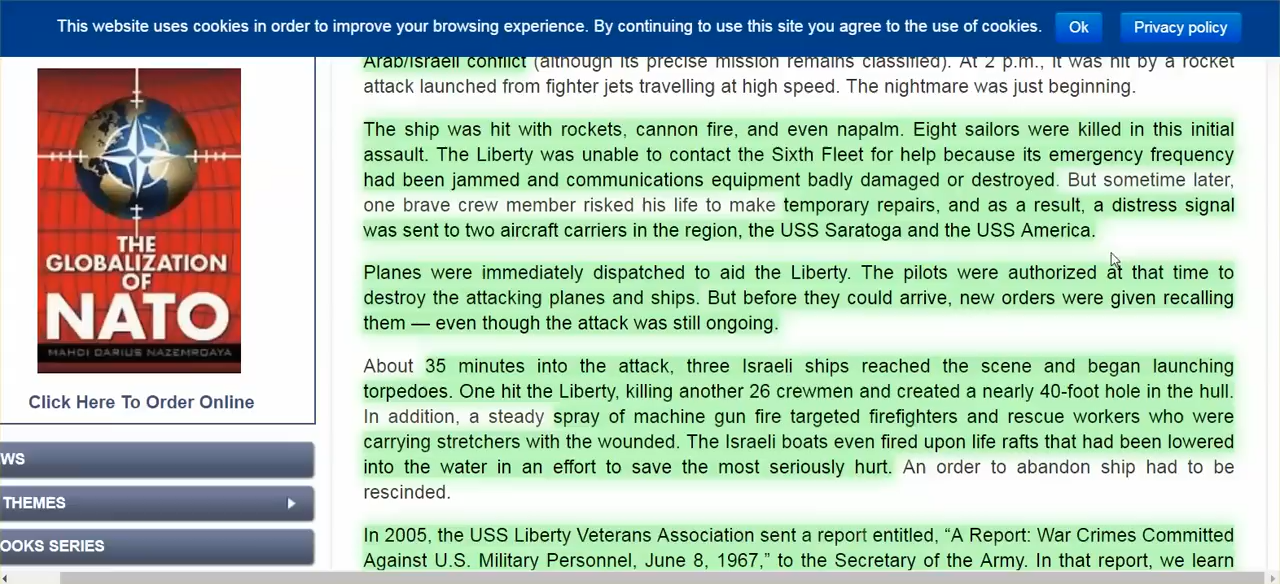 This website uses cookies in order to improve your browsing experience. By continuing to use this site you agree to the use of cookies.
Ok
Privacy policy
THE
GLOBALIZATION
OF
NATO
MAHDI DARIUS NAZEMROAYA
Click Here To Order Online
WS
THEMES
OOKS SERIES
Arab/Israeli conflict (although its precise mission remains classified). At 2 p.m., it was hit by a rocket
attack launched from fighter jets travelling at high speed. The nightmare was just beginning.
The ship was hit with rockets, cannon fire, and even napalm. Eight sailors were killed in this initial
assault. The Liberty was unable to contact the Sixth Fleet for help because its emergency frequency
had been jammed and communications equipment badly damaged or destroyed. But sometime later,
one brave crew member risked his life to make temporary repairs, and as a result, a distress signal
was sent to two aircraft carriers in the region, the USS Saratoga and the USS America.
Planes were immediately dispatched to aid the Liberty. The pilots were authorized at that time to
destroy the attacking planes and ships. But before they could arrive, new orders were given recalling
them — even though the attack was still ongoing.
About 35 minutes into the attack, three Israeli ships reached the scene and began launching
torpedoes. One hit the Liberty, killing another 26 crewmen and created a nearly 40-foot hole in the hull.
In addition, a steady spray of machine gun fire targeted firefighters and rescue workers who were
carrying stretchers with the wounded. The Israeli boats even fired upon life rafts that had been lowered
into the water in an effort to save the most seriously hurt. An order to abandon ship had to be
rescinded.
In 2005, the USS Liberty Veterans Association sent a report entitled, “A Report: War Crimes Committed
Against U.S. Military Personnel, June 8, 1967,” to the Secretary of the Army. In that report, we learn